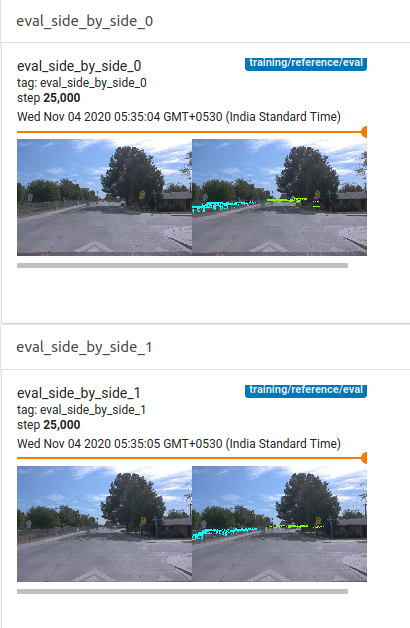 eval_side_by_side_0
eval_side_by_side_0
training/reference/eval
tag: eval_side_by_side_0
step 25,000
Wed Nov 04 2020 05:35:04 GMT+0530 (India Standard Time)
eval_side_by_side_1
eval_side_by_side_1
training/reference/eval
tag: eval_side_by_side_1
step 25,000
Wed Nov 04 2020 05:35:05 GMT+0530 (India Standard Time)